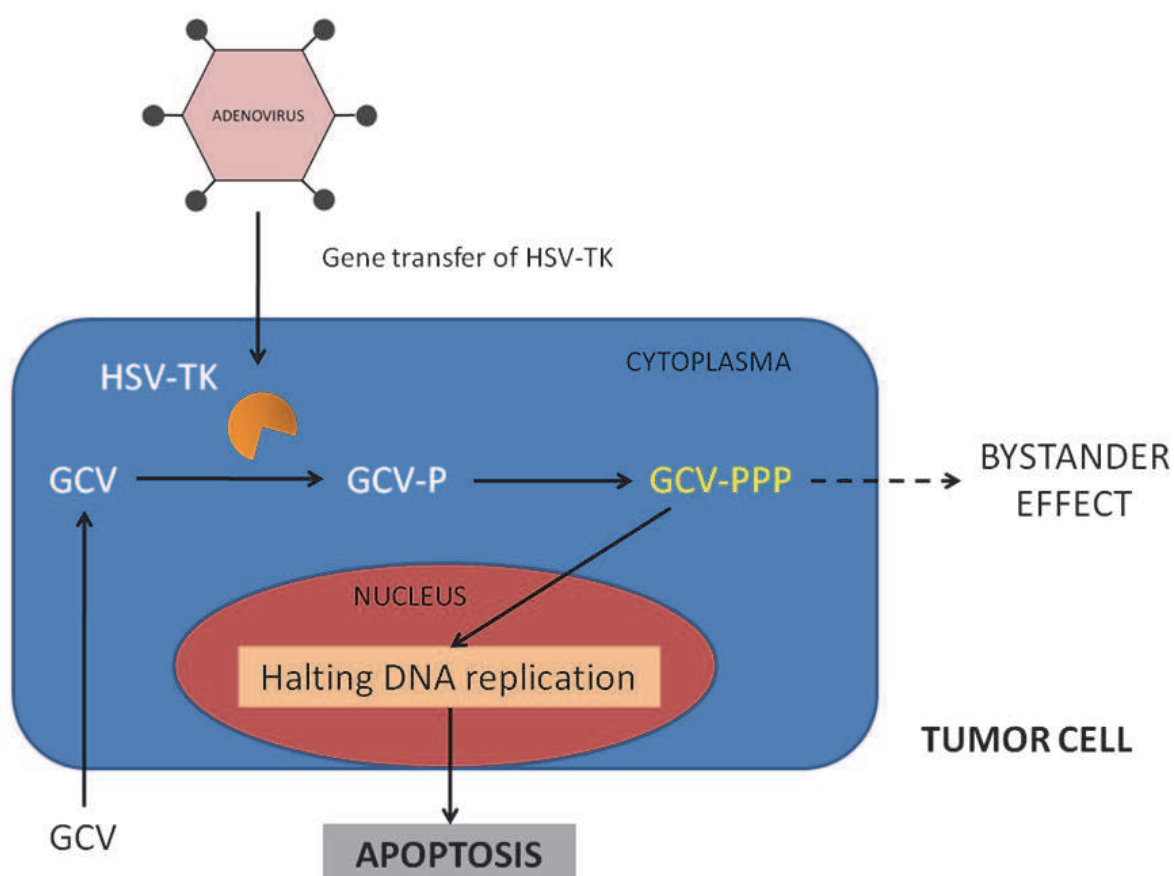 ADENOVIRUS
Gene transfer of HSV-TK
CYTOPLASMA
HSV-TK
GCV
GCV-P
GCV-PPP
BYSTANDER
EFFECT
NUCLEUS
Halting DNA replication
TUMOR CELL
GCV
APOPTOSIS